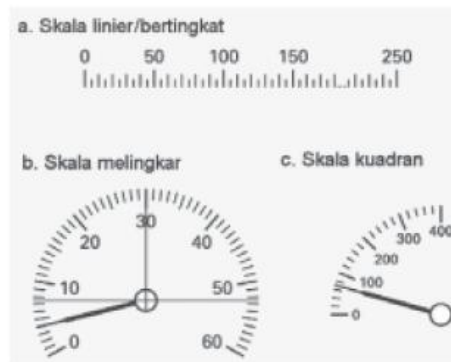 a. Skala linier/bertingkat
0 50 100 150 250
b. Skala melingkar
0 10 20 30 40 50 60
c. Skala kuadran
0 100 200 300 400